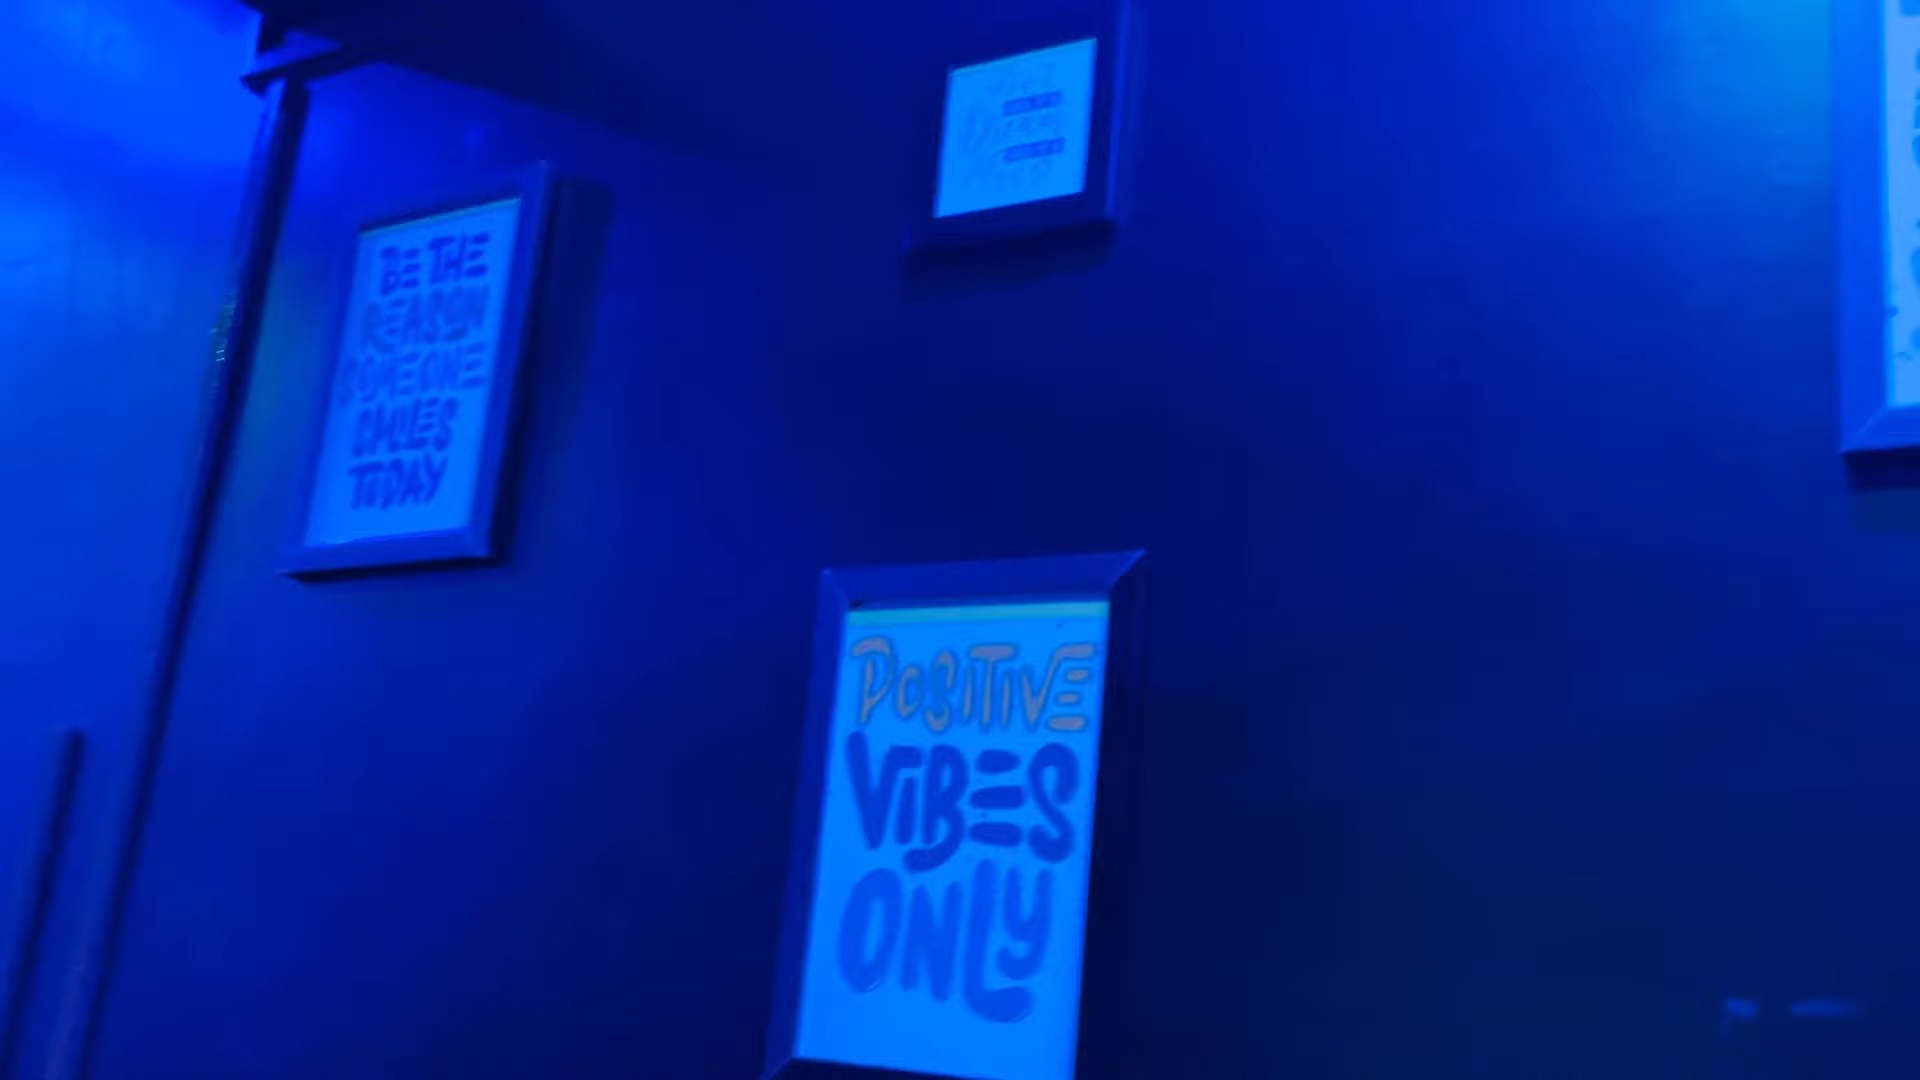 BE THE
REASON
SOMEONE
SMILES
TODAY
POSITIVE
VIBES
ONLY